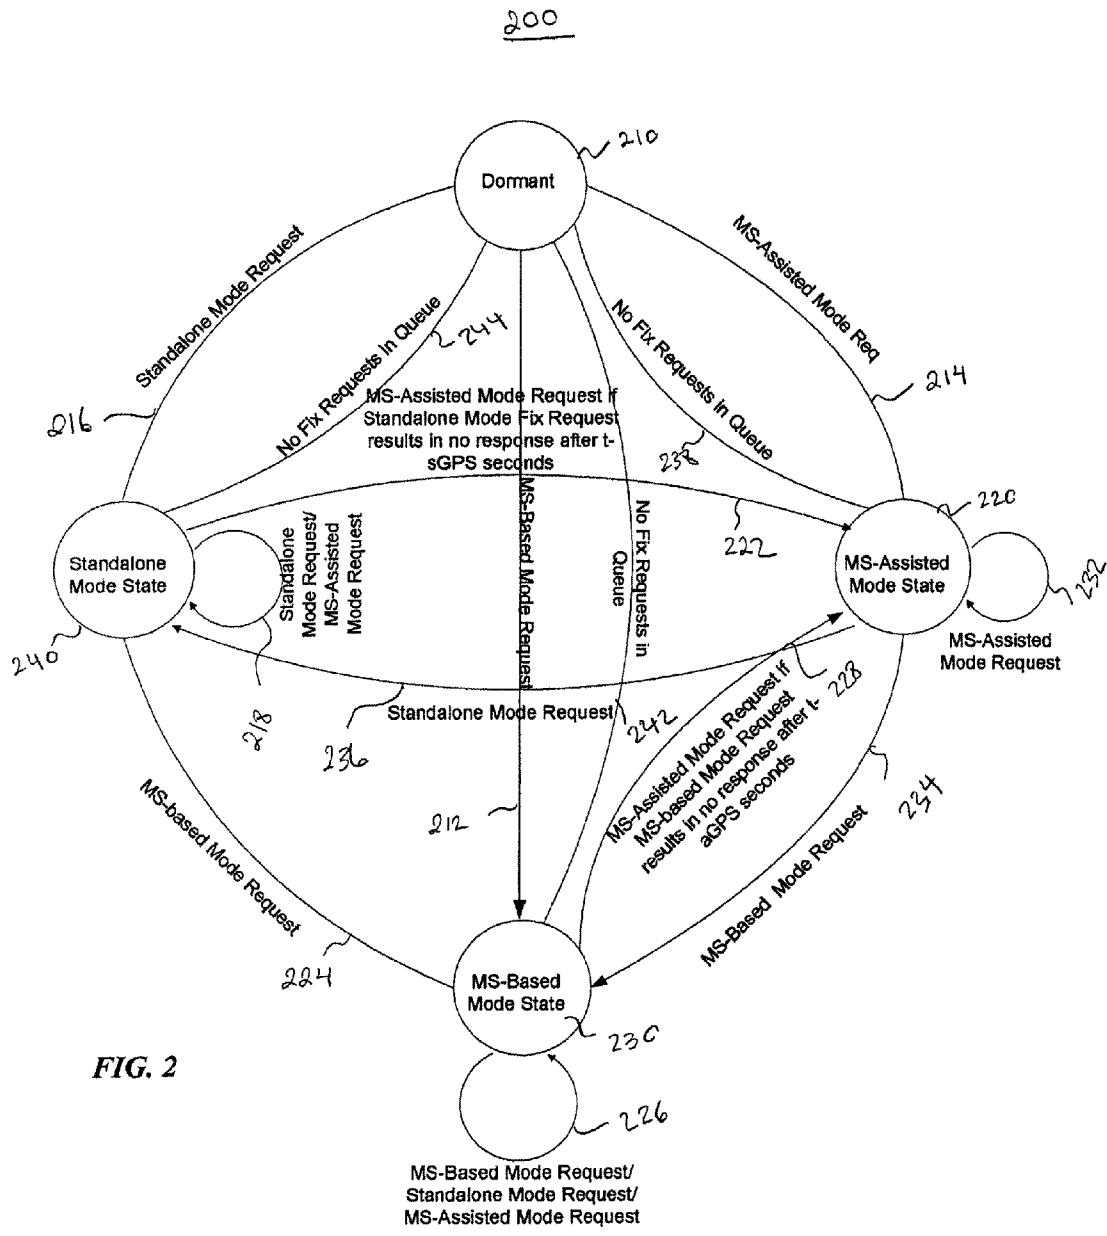 200
210
Dormant
Standalone Mode Request
216
No Fix Requests in Queue
244
MS-Assisted Mode Req
214
No Fix Requests in Queue
238
MS-Assisted Mode Request if
Standalone Mode Fix Request
results in no response after t-
sGPS seconds
222
MS-Based Mode Request
212
No Fix Requests in
Queue
242
Standalone
Mode State
240
Standalone
Mode Request/
MS-Assisted
Mode Request
218
220
MS-Assisted
Mode State
232
MS-Assisted
Mode Request
236
Standalone Mode Request
228
MS-Assisted Mode Request if
MS-based Mode Request
results in no response after t-
aGPS seconds
234
MS-Based Mode Request
MS-based Mode Request
224
MS-Based
Mode State
230
FIG. 2
226
MS-Based Mode Request/
Standalone Mode Request/
MS-Assisted Mode Request